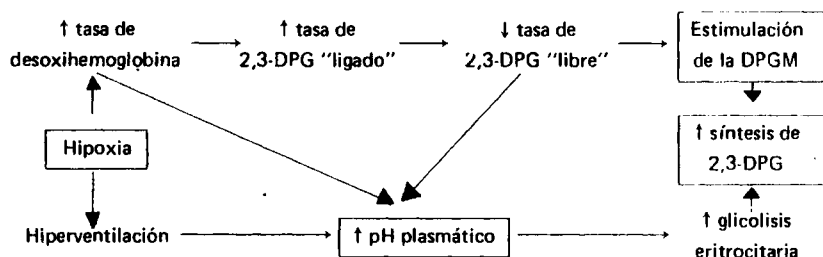 ↑ tasa de
desoxihemoglobina
↑ tasa de
2,3-DPG "ligado"
↓ tasa de
2,3-DPG "libre"
Estimulación
de la DPGM
↑ síntesis de
2,3-DPG
Hipoxia
Hiperventilación
↑ pH plasmático
↑ glicolisis
eritrocitaria